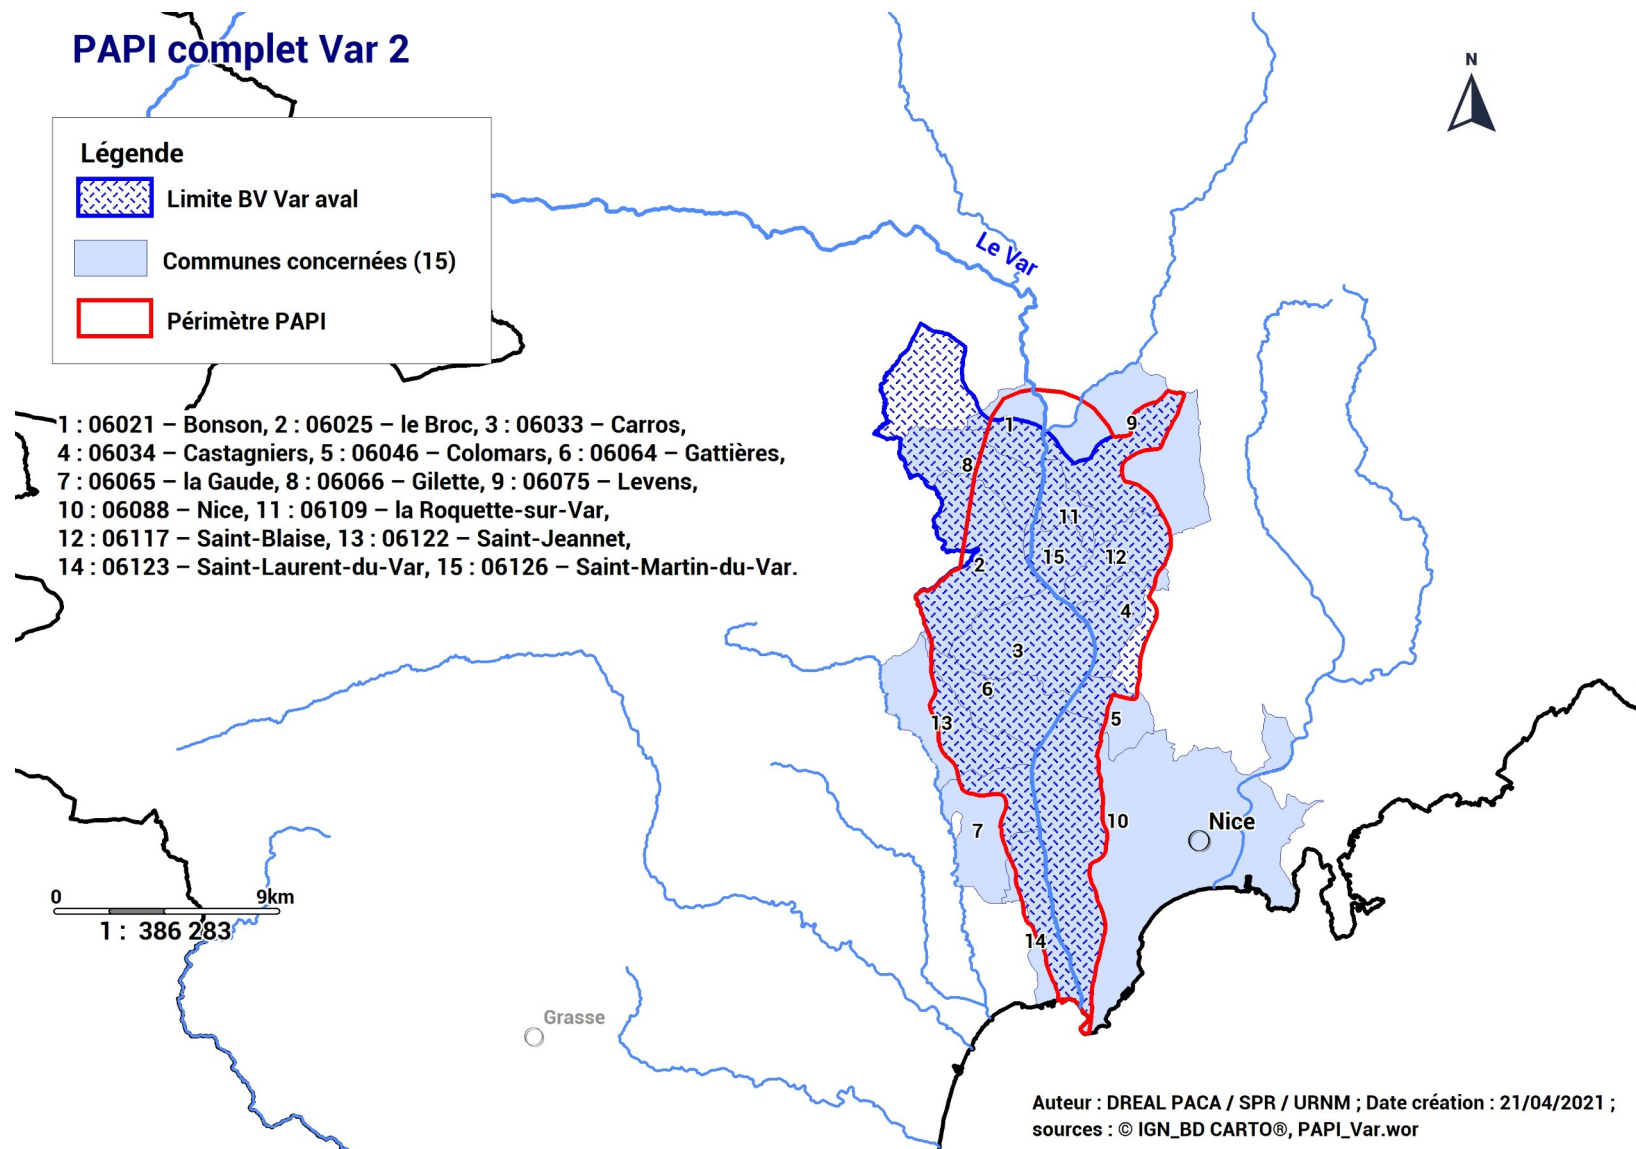 PAPI complet Var 2
N
Légende
Limite BV Var aval
Communes concernées (15)
Périmètre PAPI
Le Var
1 : 06021 – Bonson, 2 : 06025 – le Broc, 3 : 06033 – Carros,
4 : 06034 – Castagniers, 5 : 06046 – Colomars, 6 : 06064 – Gattières,
7 : 06065 – la Gaude, 8 : 06066 – Gilette, 9 : 06075 – Levens,
10 : 06088 – Nice, 11 : 06109 – la Roquette-sur-Var,
12 : 06117 – Saint-Blaise, 13 : 06122 – Saint-Jeannet,
14 : 06123 – Saint-Laurent-du-Var, 15 : 06126 – Saint-Martin-du-Var.
1
9
8
11
15
12
2
4
3
6
13
5
7
10
Nice
14
0 9km
1 : 386 283
Grasse
Auteur : DREAL PACA / SPR / URNM ; Date création : 21/04/2021 ;
sources : © IGN_BD CARTO®, PAPI_Var.wor